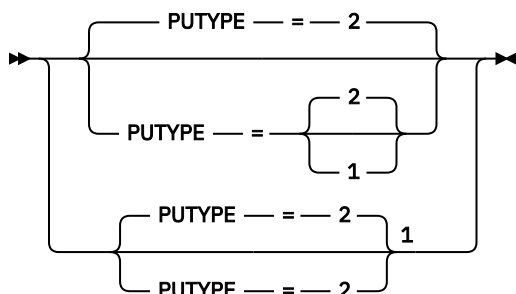 PUTYPE = 2
2
PUTYPE =
1
PUTYPE = 2
1
PUTYPE = 2